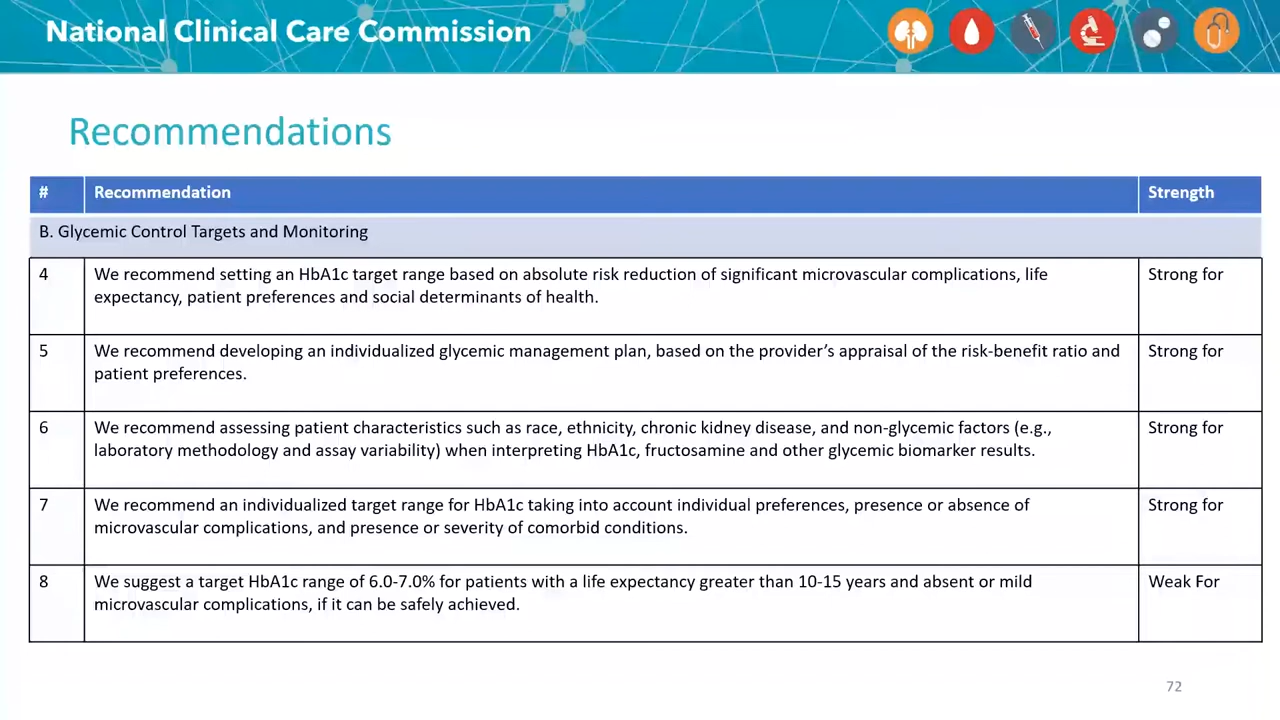 National Clinical Care Commission
Recommendations
# Recommendation Strength
B. Glycemic Control Targets and Monitoring
4 We recommend setting an HbA1c target range based on absolute risk reduction of significant microvascular complications, life Strong for
expectancy, patient preferences and social determinants of health.
5 We recommend developing an individualized glycemic management plan, based on the provider’s appraisal of the risk-benefit ratio and Strong for
patient preferences.
6 We recommend assessing patient characteristics such as race, ethnicity, chronic kidney disease, and non-glycemic factors (e.g., Strong for
laboratory methodology and assay variability) when interpreting HbA1c, fructosamine and other glycemic biomarker results.
7 We recommend an individualized target range for HbA1c taking into account individual preferences, presence or absence of Strong for
microvascular complications, and presence or severity of comorbid conditions.
8 We suggest a target HbA1c range of 6.0-7.0% for patients with a life expectancy greater than 10-15 years and absent or mild Weak For
microvascular complications, if it can be safely achieved.
72